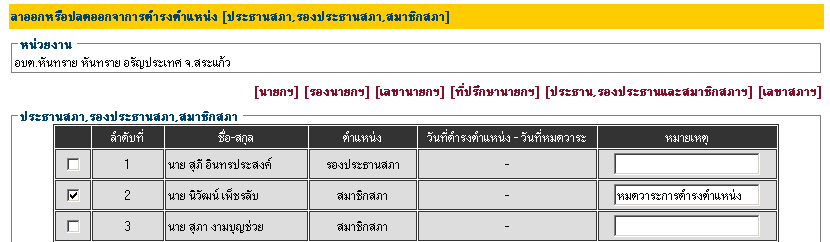 ลาออกหรือปลดออกจาการดำรงตำแหน่ง [ประธานสภา,รองประธานสภา,สมาชิกสภา]
หน่วยงาน
อบต.หันทราย หันทราย อรัญประเทศ จ.สระแก้ว
[นายกฯ] [รองนายกฯ] [เลขานายกฯ] [ที่ปรึกษานายกฯ] [ประธาน,รองประธานและสมาชิกสภาฯ] [เลขาสภาฯ]
ประธานสภา,รองประธานสภา,สมาชิกสภา
ลำดับที่ ชื่อ-สกุล ตำแหน่ง วันที่ดำรงตำแหน่ง - วันที่หมดวาระ หมายเหตุ
1 นาย สุภี อินทรประสงค์ รองประธานสภา -
2 นาย นิวัฒน์ เพ็ชรลับ สมาชิกสภา - หมดวาระการดำรงตำแหน่ง
3 นาย สุภา งามบุญช่วย สมาชิกสภา -